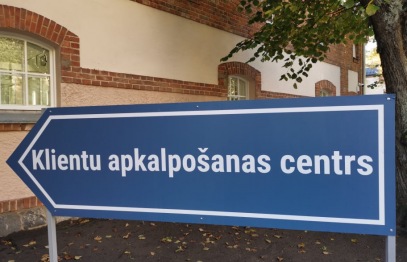 Klientu apkalpošanas centrs